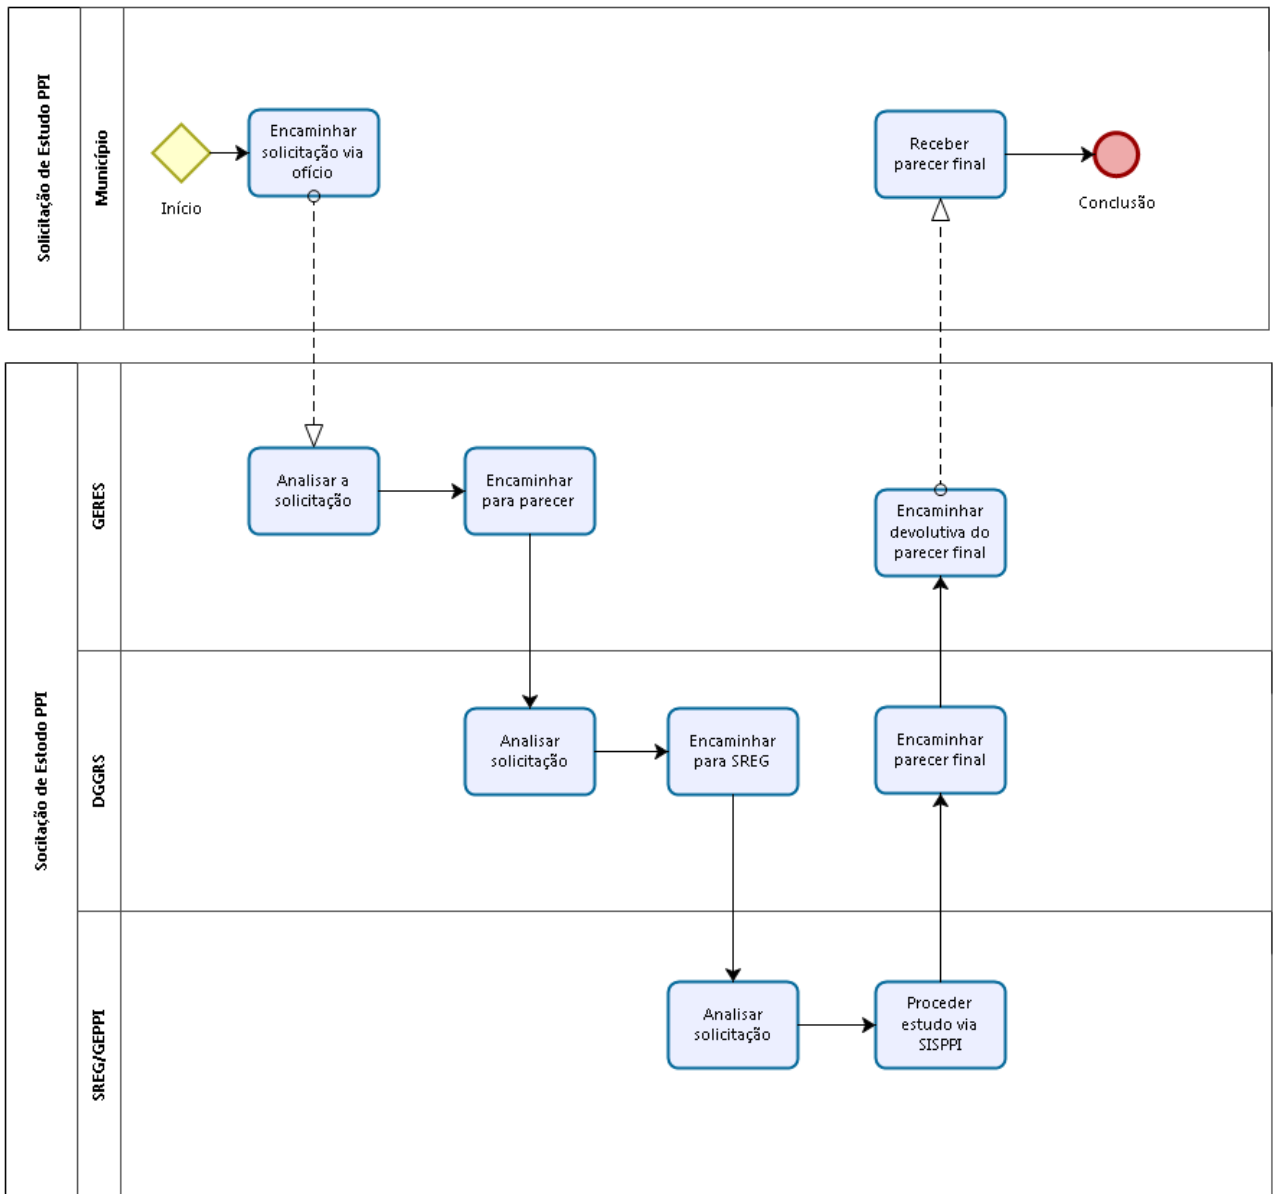 Solicitação de Estudo PPI
Município
Início
Encaminhar
solicitação via
ofício
Receber
parecer final
Conclusão
Socitação de Estodo PPI
GERES
Analisar a
solicitação
Encaminhar
para parecer
Encaminhar
devolutiva do
parecer final
DGGRS
Analisar
solicitação
Encaminhar
para SREG
Encaminhar
parecer final
SREG/GEPPI
Analisar
solicitação
Proceder
estudo via
SISPPI